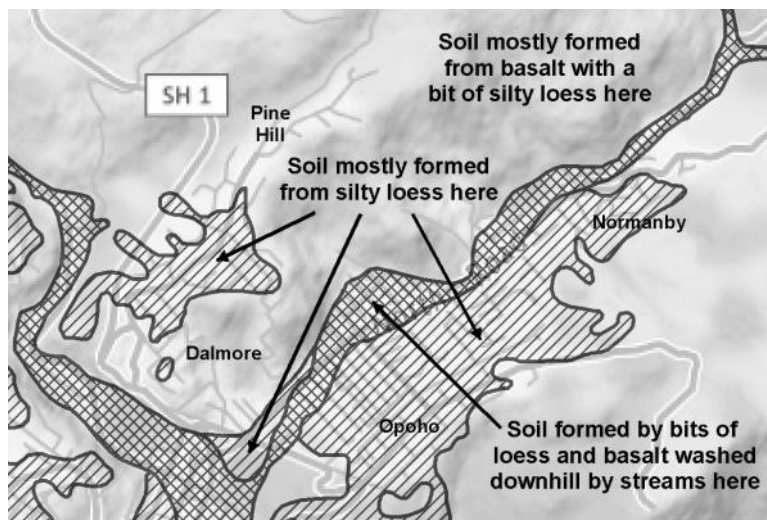 Soil mostly formed
from basalt with a
bit of silty loess here
SH 1
Pine
Hill
Soil mostly formed
from silty loess here
Normanby
Dalmore
Opoho
Soil formed by bits of
loess and basalt washed
downhill by streams here